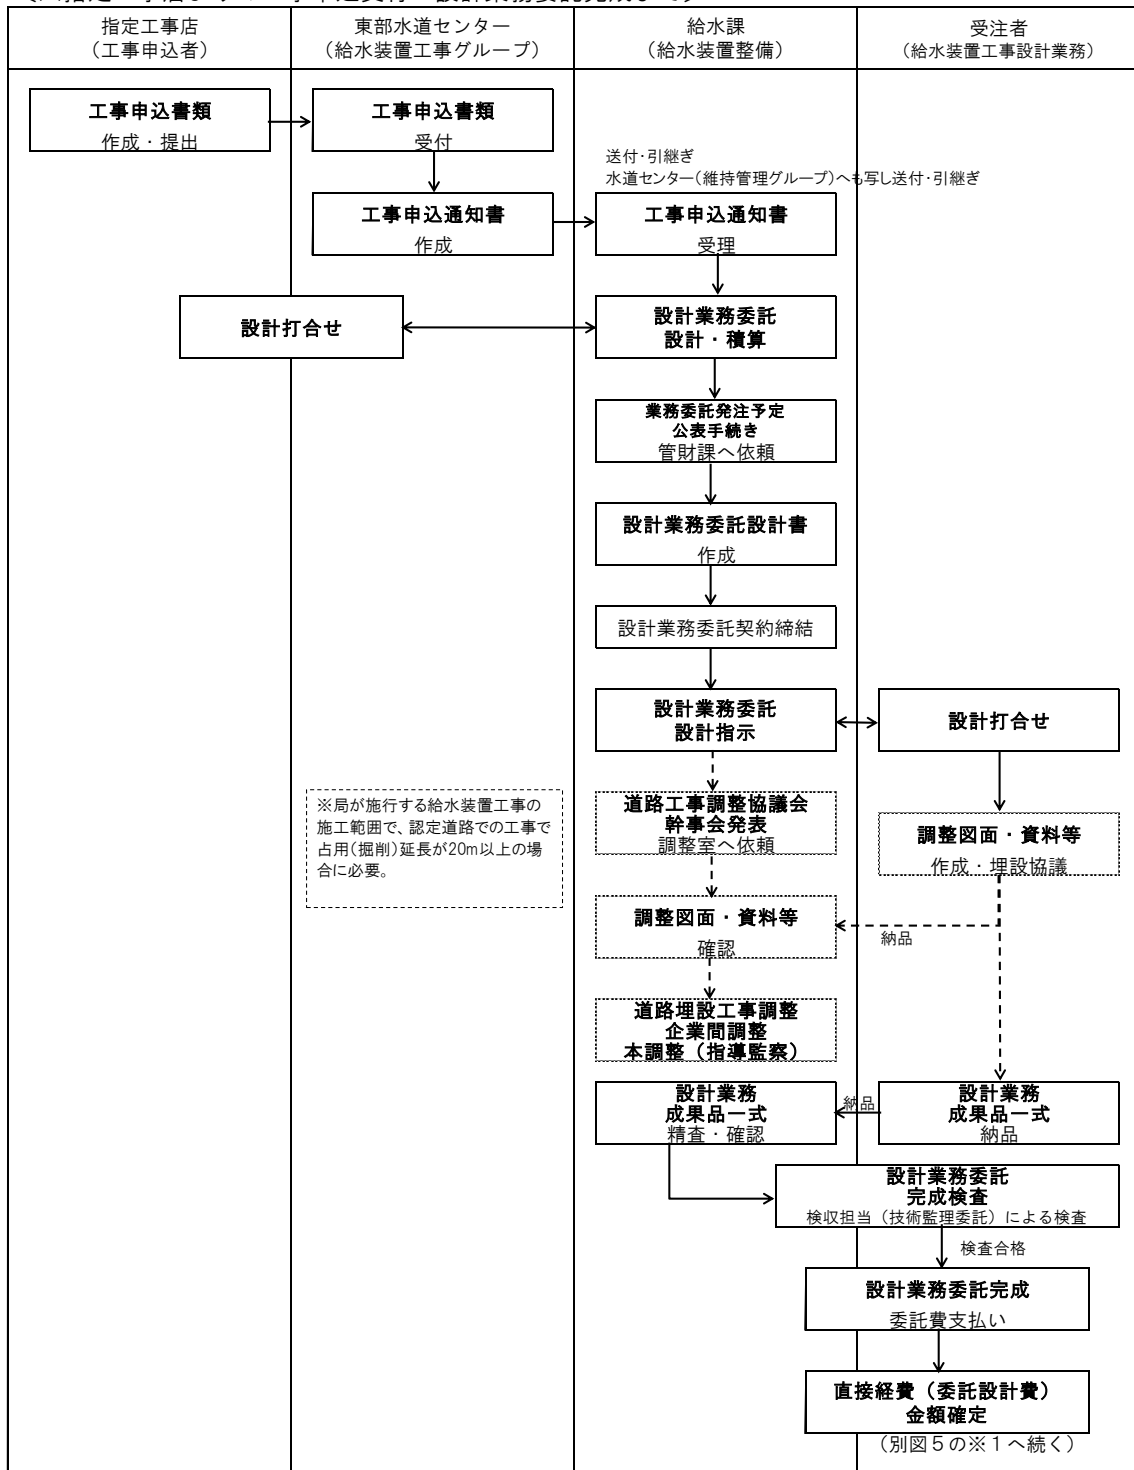 指定工事店
（工事申込者）
東部水道センター
（給水装置工事グループ）
給水課
（給水装置整備）
受注者
（給水装置工事設計業務）
工事申込書類
作成・提出
工事申込書類
受付
送付・引継ぎ
水道センター（維持管理グループ）へも写し送付・引継ぎ
工事申込通知書
作成
工事申込通知書
受理
設計打合せ
設計業務委託
設計・積算
業務委託発注予定
公表手続き
管財課へ依頼
設計業務委託設計書
作成
設計業務委託契約締結
設計業務委託
設計指示
設計打合せ
※局が施行する給水装置工事の
施工範囲で、認定道路での工事で
占用（掘削）延長が20m以上の場
合に必要。
道路工事調整協議会
幹事会発表
調整室へ依頼
調整図面・資料等
作成・埋設協議
調整図面・資料等
確認
納品
道路埋設工事調整
企業間調整
本調整（指導監察）
設計業務
成果品一式
精査・確認
納品
設計業務
成果品一式
納品
設計業務委託
完成検査
検収担当（技術監理委託）による検査
検査合格
設計業務委託完成
委託費支払い
直接経費（委託設計費）
金額確定
（別図５の※１へ続く）